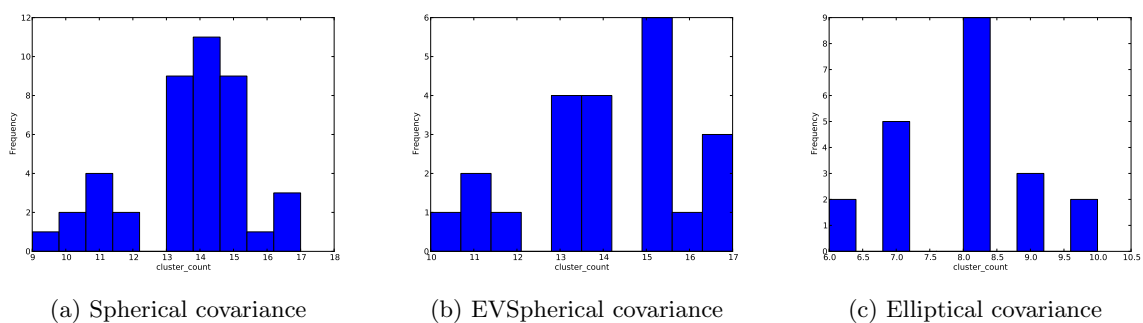 12
10
8
6
4
2
0
Frequency
9 10 11 12 13 14 15 16 17 18
cluster_count
(a) Spherical covariance
6
5
4
3
2
1
0
Frequency
10 11 12 13 14 15 16 17
cluster_count
(b) EVSpherical covariance
9
8
7
6
5
4
3
2
1
0
Frequency
6.0 6.5 7.0 7.5 8.0 8.5 9.0 9.5 10.0 10.5
cluster_count
(c) Elliptical covariance